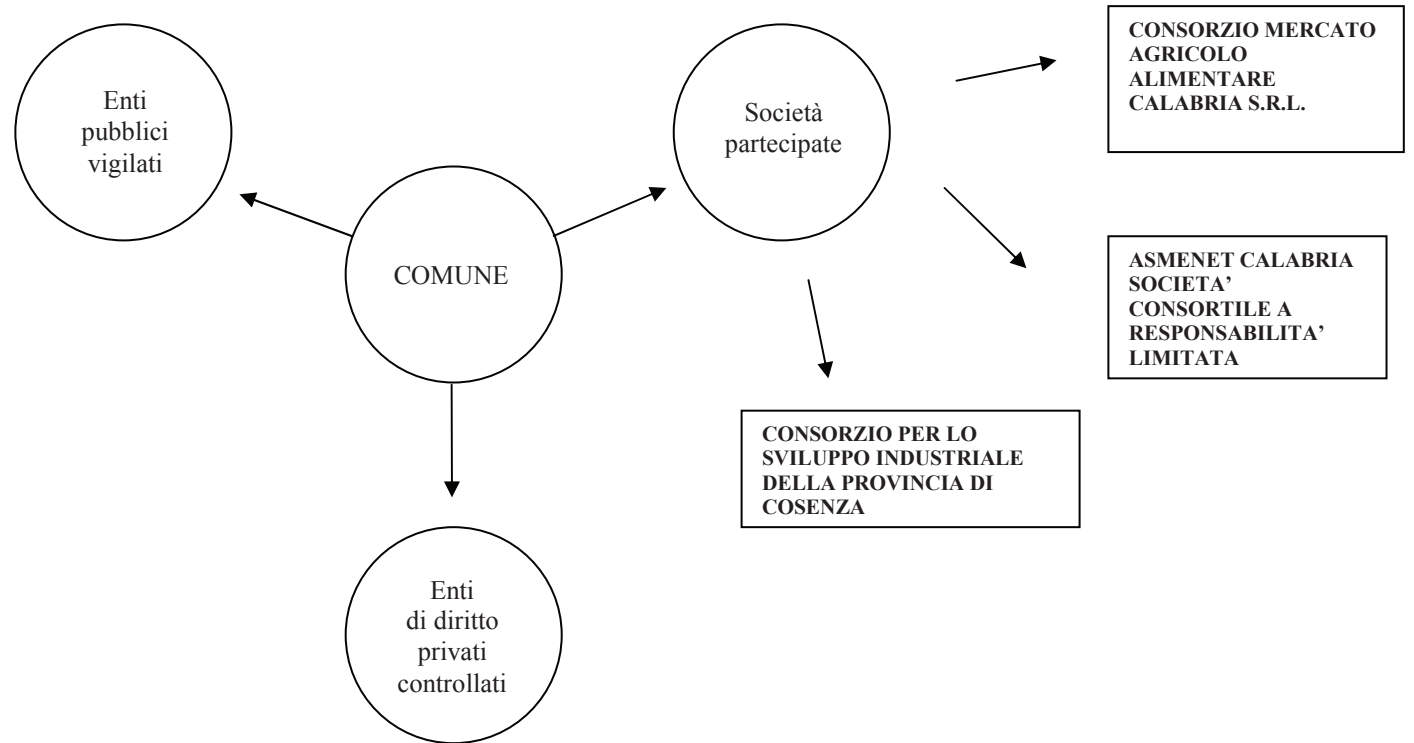 Enti
pubblici
vigilati
COMUNE
Società
partecipate
CONSORZIO MERCATO
AGRICOLO
ALIMENTARE
CALABRIA S.R.L.
ASMENET CALABRIA
SOCIETA’
CONSORTILE A
RESPONSABILITA’
LIMITATA
CONSORZIO PER LO
SVILUPPO INDUSTRIALE
DELLA PROVINCIA DI
COSENZA
Enti
di diritto
privati
controllati